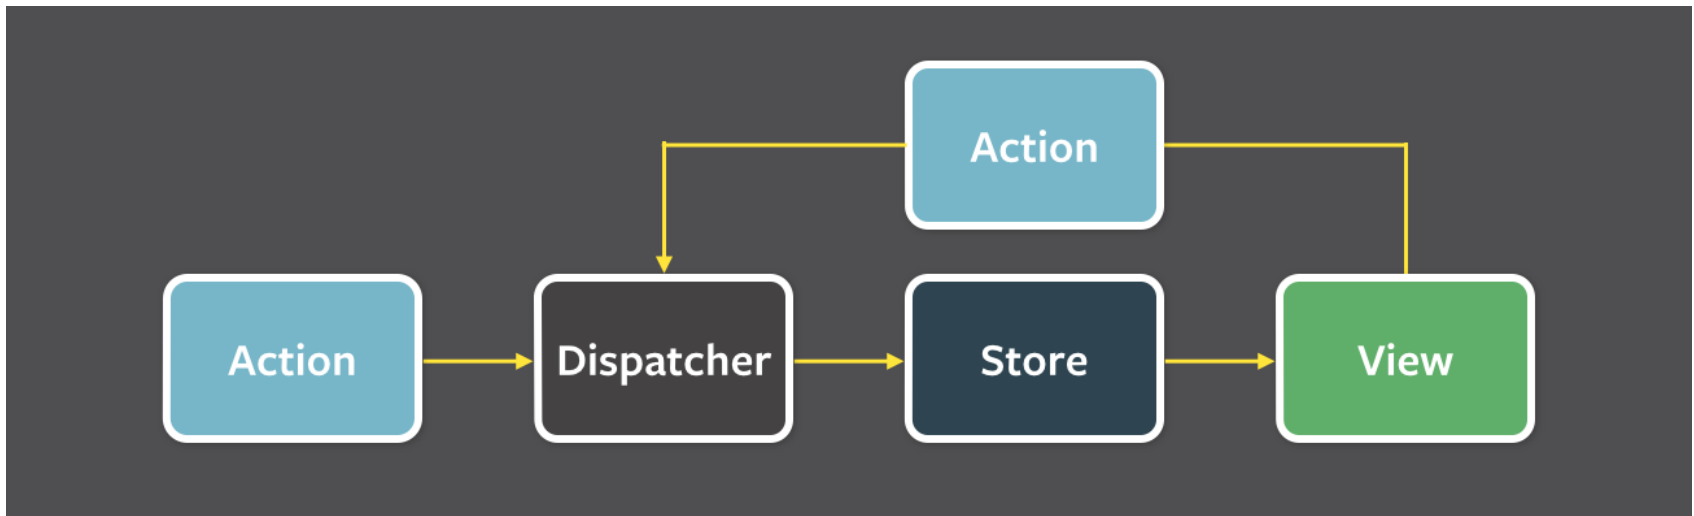 Action
Action
Dispatcher
Store
View